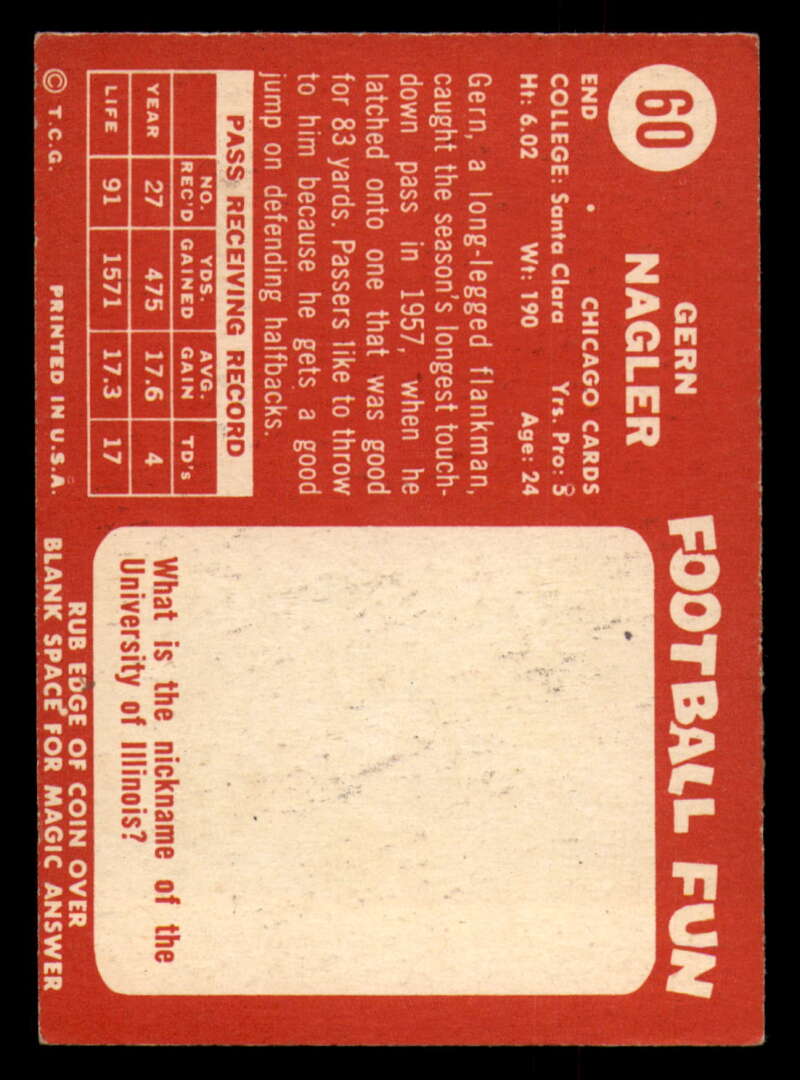 60
GERN
NAGLER
END • CHICAGO CARDS
COLLEGE: Santa Clara Yrs. Pro: 5
Ht: 6.02 Wt: 190 Age: 24
Gern, a long-legged flankman,
caught the season's longest touch-
down pass in 1957, when he
latched onto one that was good
for 83 yards. Passers like to throw
to him because he gets a good
jump on defending halfbacks.
PASS RECEIVING RECORD
NO. YDS. AVG.
REC'D GAINED GAIN TD's
YEAR 27 475 17.6 4
LIFE 91 1571 17.3 17
© T.C.G. PRINTED IN U.S.A.
FOOTBALL FUN
What is the nickname of the
University of Illinois?
RUB EDGE OF COIN OVER
BLANK SPACE FOR MAGIC ANSWER